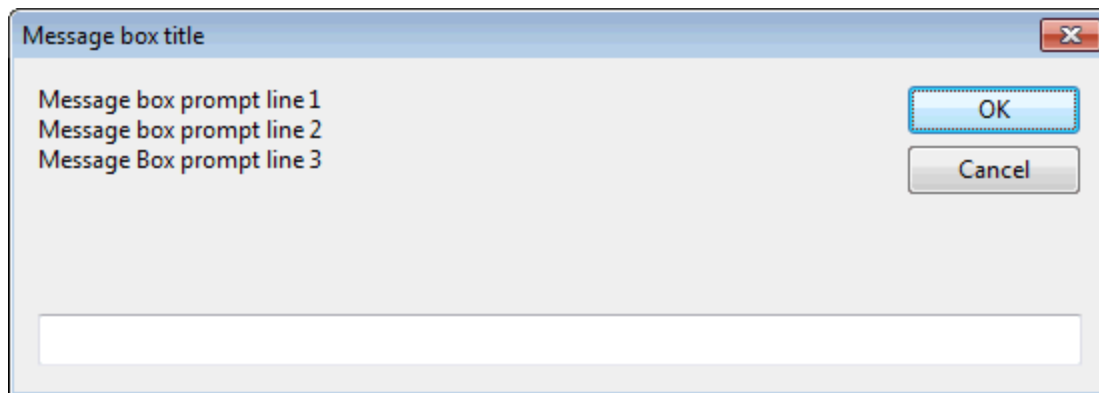 Message box title
Message box prompt line 1
Message box prompt line 2
Message Box prompt line 3
OK
Cancel